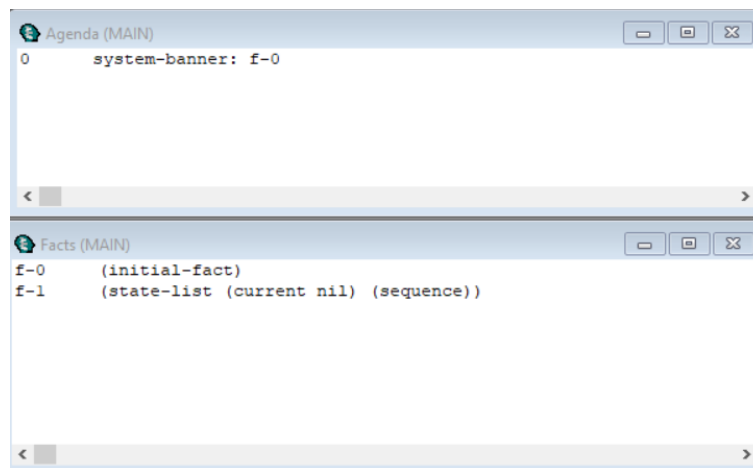 Agenda (MAIN)
0 system-banner: f-0
Facts (MAIN)
f-0 (initial-fact)
f-1 (state-list (current nil) (sequence))